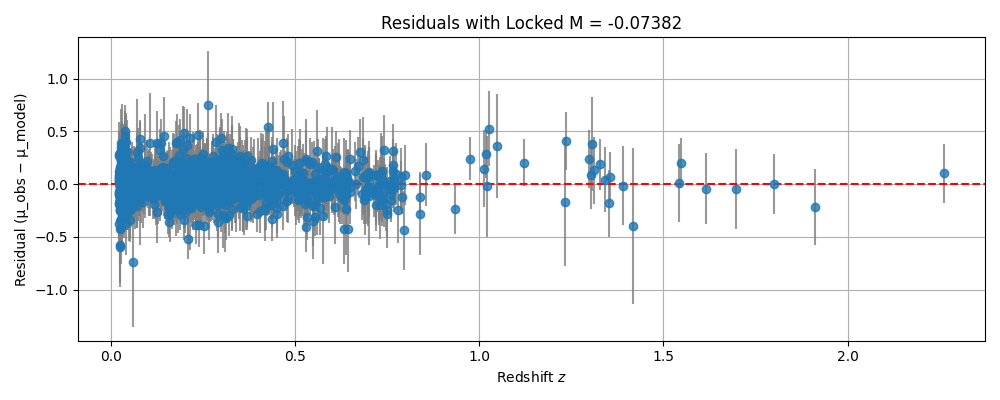 Residuals with Locked M = -0.07382
Residual (μ_obs − μ_model)
1.0
0.5
0.0
−0.5
−1.0
0.0 0.5 1.0 1.5 2.0
Redshift z